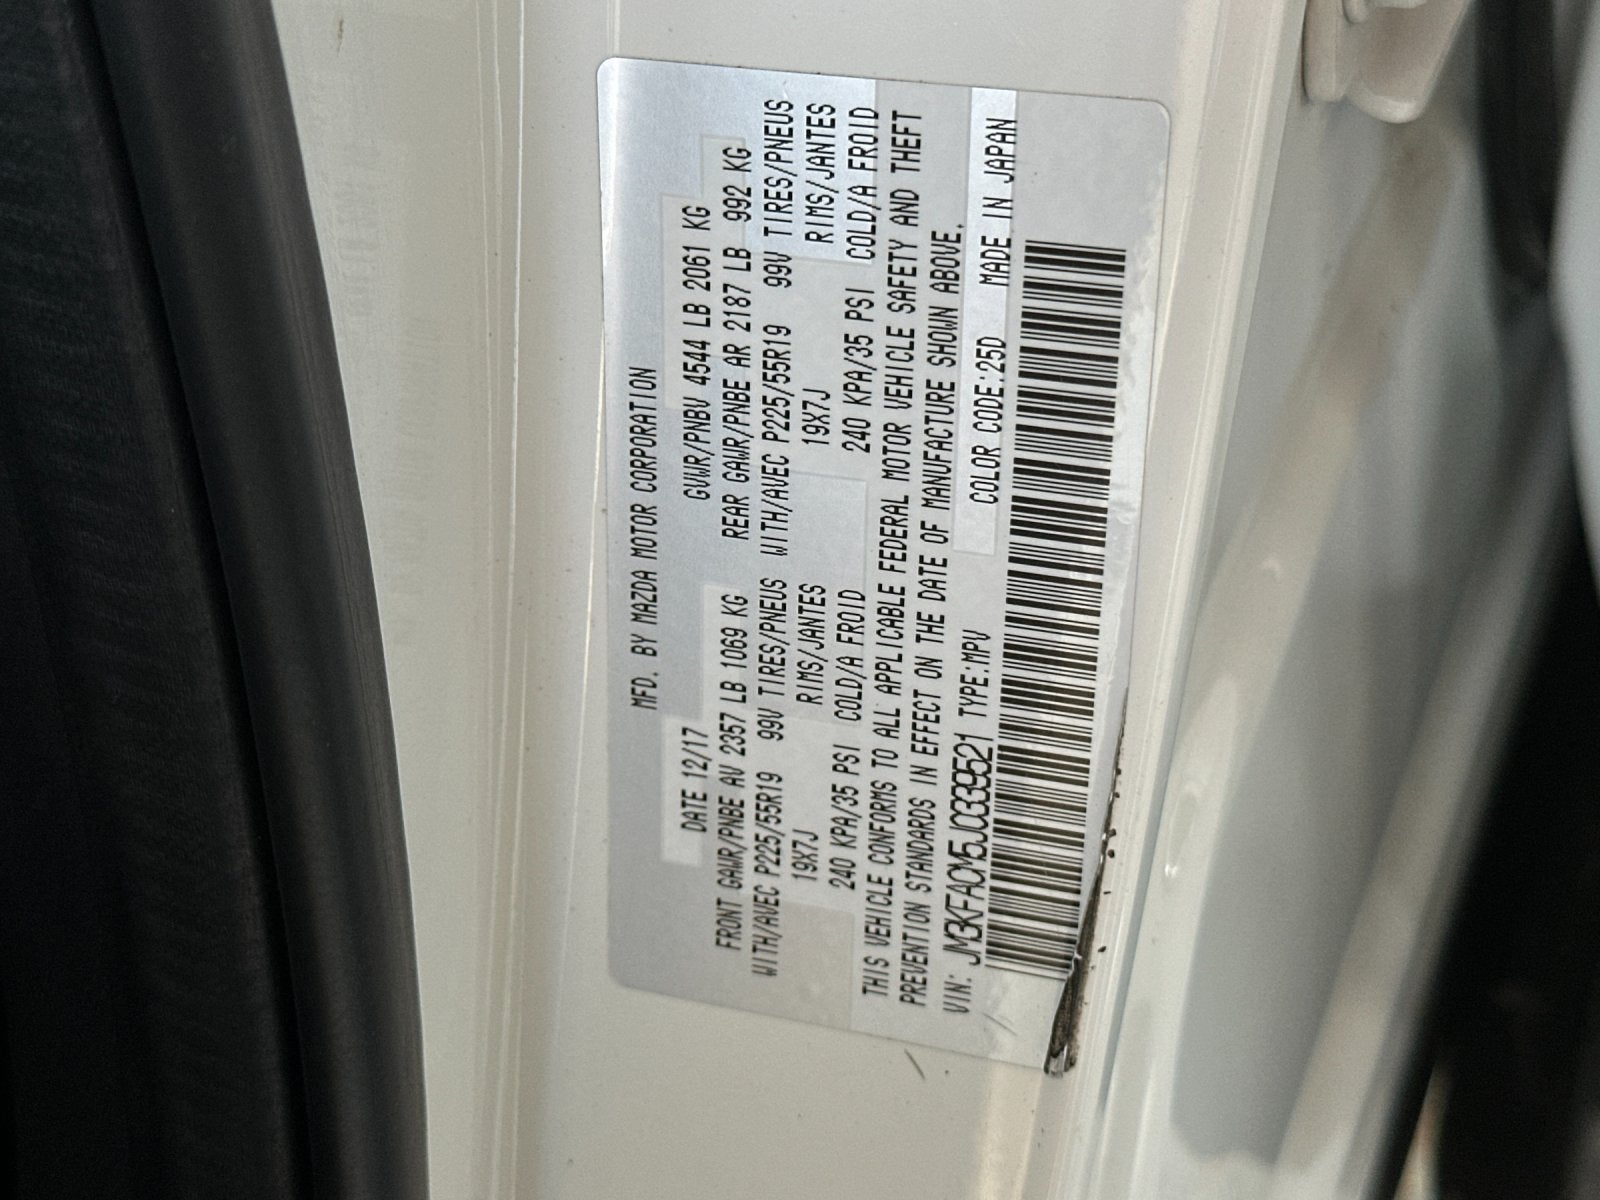 MFD. BY MAZDA MOTOR CORPORATION
DATE 12/17 GVWR/PNBV 4544 LB 2061 KG
FRONT GAWR/PNBE AV 2357 LB 1069 KG REAR GAWR/PNBE AR 2187 LB 992 KG
WITH/AVEC P225/55R19 99V TIRES/PNEUS WITH/AVEC P225/55R19 99V TIRES/PNEUS
19X7J RIMS/JANTES 19X7J RIMS/JANTES
240 KPA/35 PSI COLD/A FROID 240 KPA/35 PSI COLD/A FROID
THIS VEHICLE CONFORMS TO ALL APPLICABLE FEDERAL MOTOR VEHICLE SAFETY AND THEFT
PREVENTION STANDARDS IN EFFECT ON THE DATE OF MANUFACTURE SHOWN ABOVE.
VIN: JM3KFACM5J0339521 TYPE:MPV COLOR CODE:25D MADE IN JAPAN